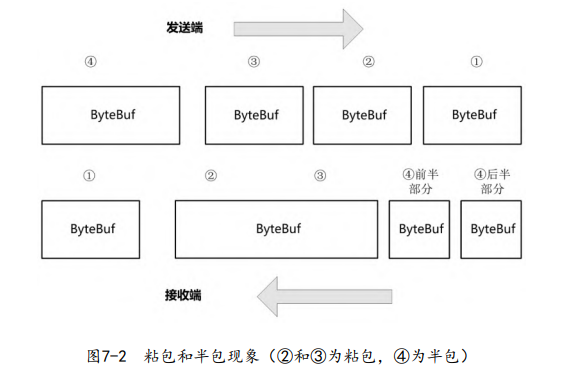 发送端
④ ③ ② ①
ByteBuf ByteBuf ByteBuf ByteBuf
① ② ③ ④前半部分 ④后半部分
ByteBuf ByteBuf ByteBuf ByteBuf
接收端
图7-2 粘包和半包现象（②和③为粘包，④为半包）